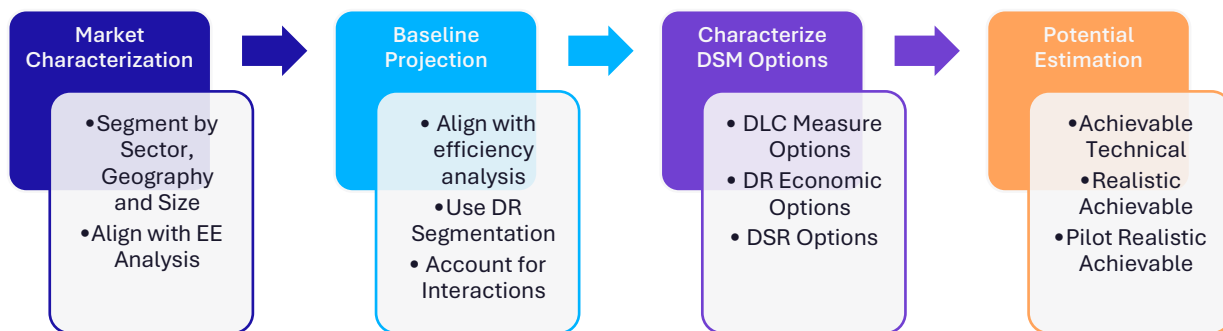 Market
Characterization
•Segment by
Sector,
Geography
and Size
•Align with EE
Analysis
Baseline
Projection
• Align with
efficiency
analysis
• Use DR
Segmentation
• Account for
Interactions
Characterize
DSM Options
• DLC Measure
Options
• DR Economic
Options
• DSR Options
Potential
Estimation
•Achievable
Technical
•Realistic
Achievable
•Pilot Realistic
Achievable